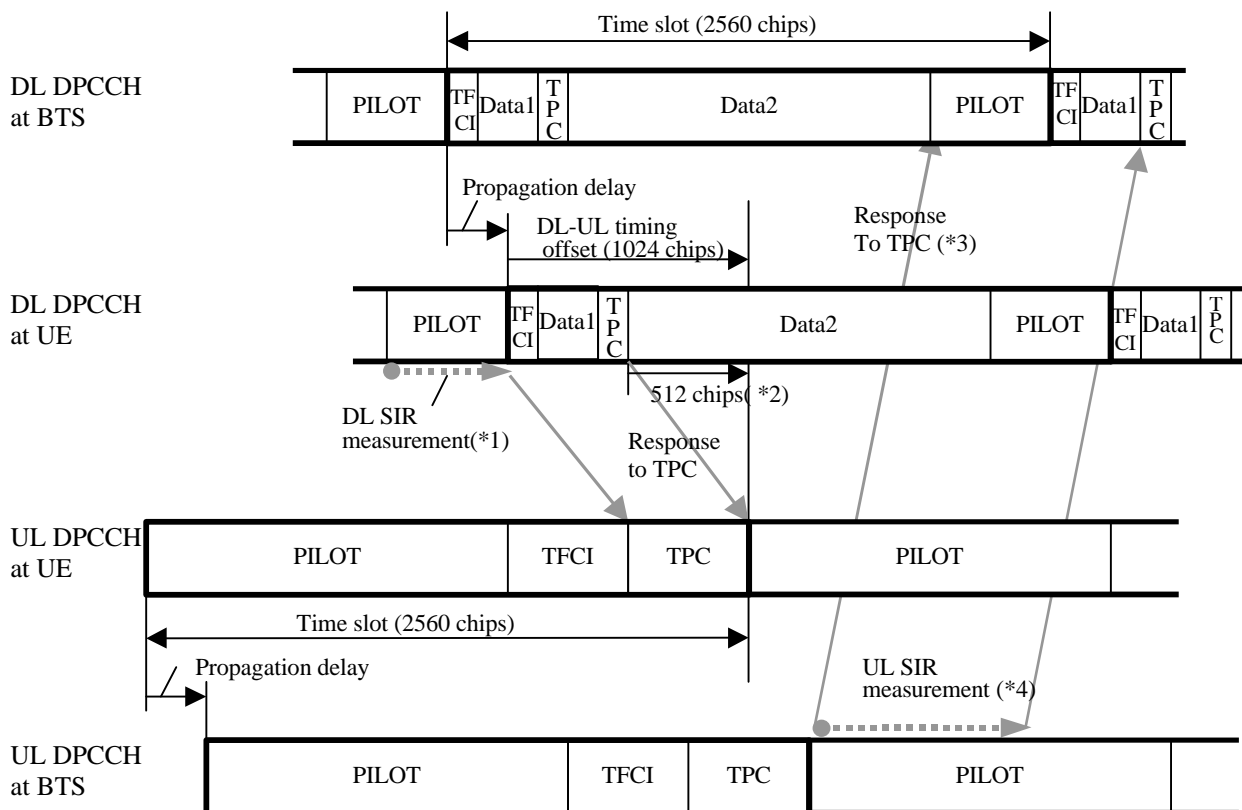 Time slot (2560 chips)
DL DPCCH
at BTS
PILOT
TF
CI
Data1
T
P
C
Data2
PILOT
TF
CI
Data1
T
P
C
Propagation delay
DL-UL timing
offset (1024 chips)
Response
To TPC (*3)
DL DPCCH
at UE
PILOT
TF
CI
Data1
T
P
C
Data2
PILOT
TF
CI
Data1
T
P
C
512 chips( *2)
DL SIR
measurement(*1)
Response
to TPC
UL DPCCH
at UE
PILOT
TFCI
TPC
PILOT
Time slot (2560 chips)
Propagation delay
UL SIR
measurement (*4)
UL DPCCH
at BTS
PILOT
TFCI
TPC
PILOT